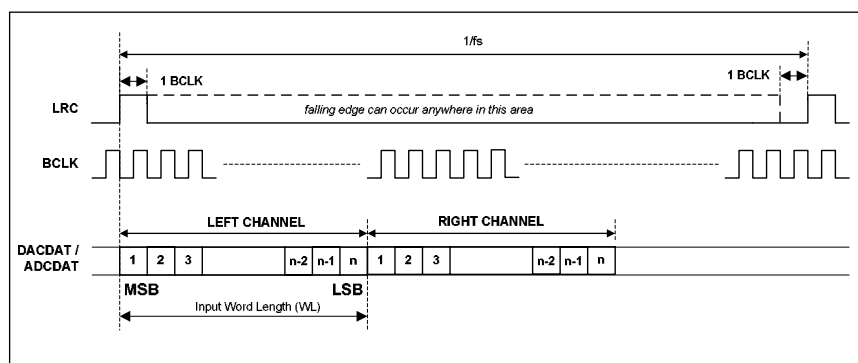 1/fs
1 BCLK
1 BCLK
LRC
falling edge can occur anywhere in this area
BCLK
LEFT CHANNEL
RIGHT CHANNEL
DACDAT /
ADCDAT
1 2 3 n-2 n-1 n 1 2 3 n-2 n-1 n
MSB LSB
Input Word Length (WL)